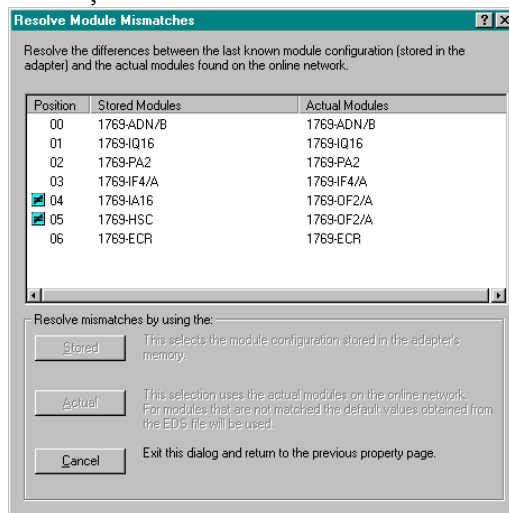 Resolve Module Mismatches
Resolve the differences between the last known module configuration (stored in the
adapter) and the actual modules found on the online network.
Position Stored Modules Actual Modules
00 1769-ADN/B 1769-ADN/B
01 1769-IQ16 1769-IQ16
02 1769-PA2 1769-PA2
03 1769-IF4/A 1769-IF4/A
≠ 04 1769-IA16 1769-OF2/A
≠ 05 1769-HSC 1769-OF2/A
06 1769-ECR 1769-ECR
Resolve mismatches by using the:
Stored
This selects the module configuration stored in the adapter's
memory.
Actual
This selection uses the actual modules on the online network.
For modules that are not matched the default values obtained from
the EDS file will be used.
Cancel
Exit this dialog and return to the previous property page.